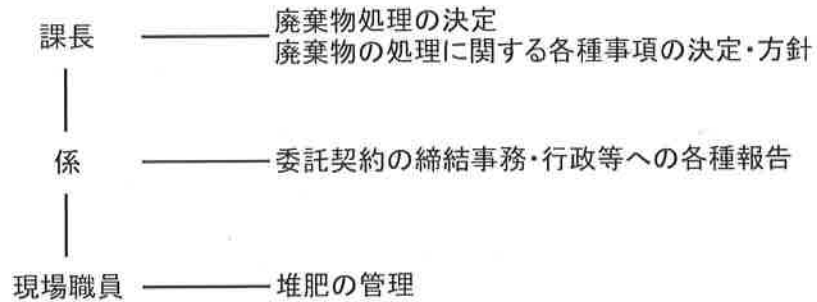 課長
廃棄物処理の決定
廃棄物の処理に関する各種事項の決定・方針
係
委託契約の締結事務・行政等への各種報告
現場職員
堆肥の管理